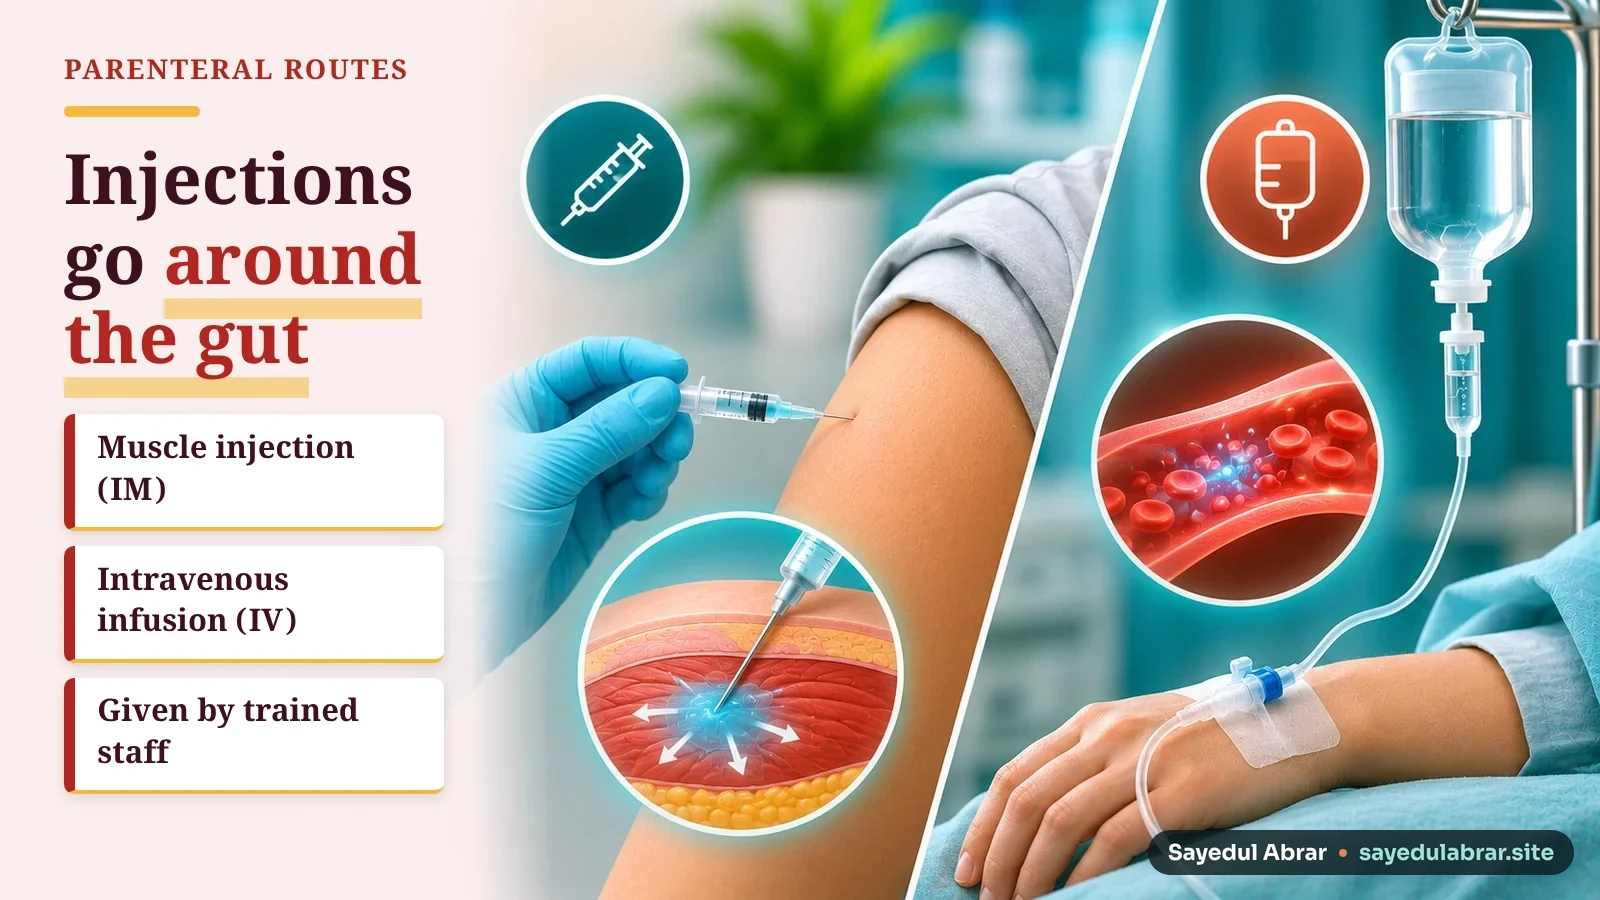 PARENTERAL ROUTES
Injections
go around
the gut
Muscle injection
(IM)
Intravenous
infusion (IV)
Given by trained
staff
Sayedul Abrar • sayedulabrar.site